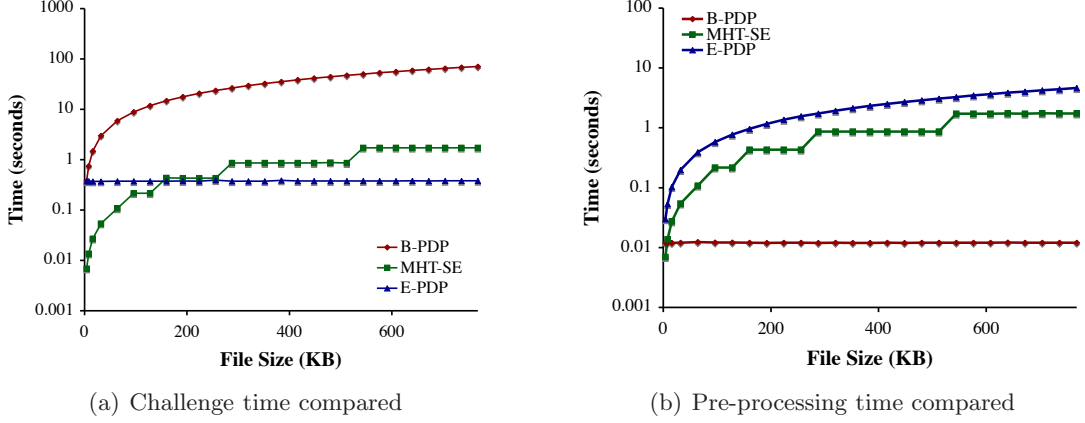 1000
100
10
1
0.1
0.01
0.001
Time (seconds)
B-PDP
MHT-SE
E-PDP
0
200
400
600
File Size (KB)
(a) Challenge time compared
100
10
1
0.1
0.01
0.001
Time (seconds)
B-PDP
MHT-SE
E-PDP
0
200
400
600
File Size (KB)
(b) Pre-processing time compared